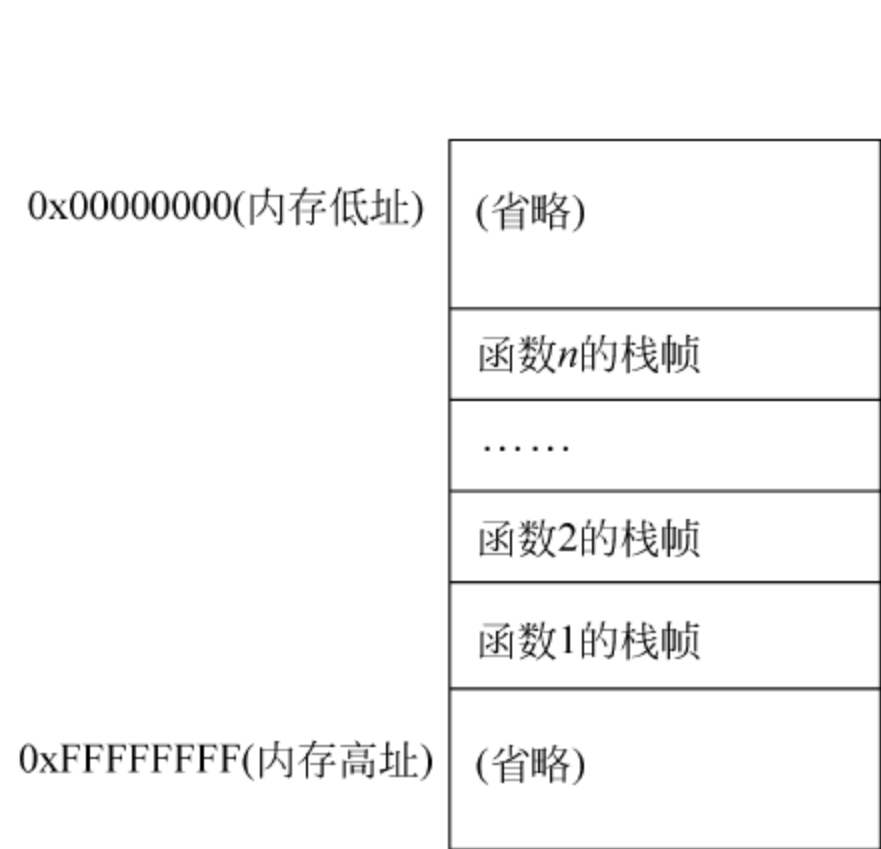 0x00000000(内存低址) (省略)
函数n的栈帧
……
函数2的栈帧
函数1的栈帧
0xFFFFFFFF(内存高址) (省略)